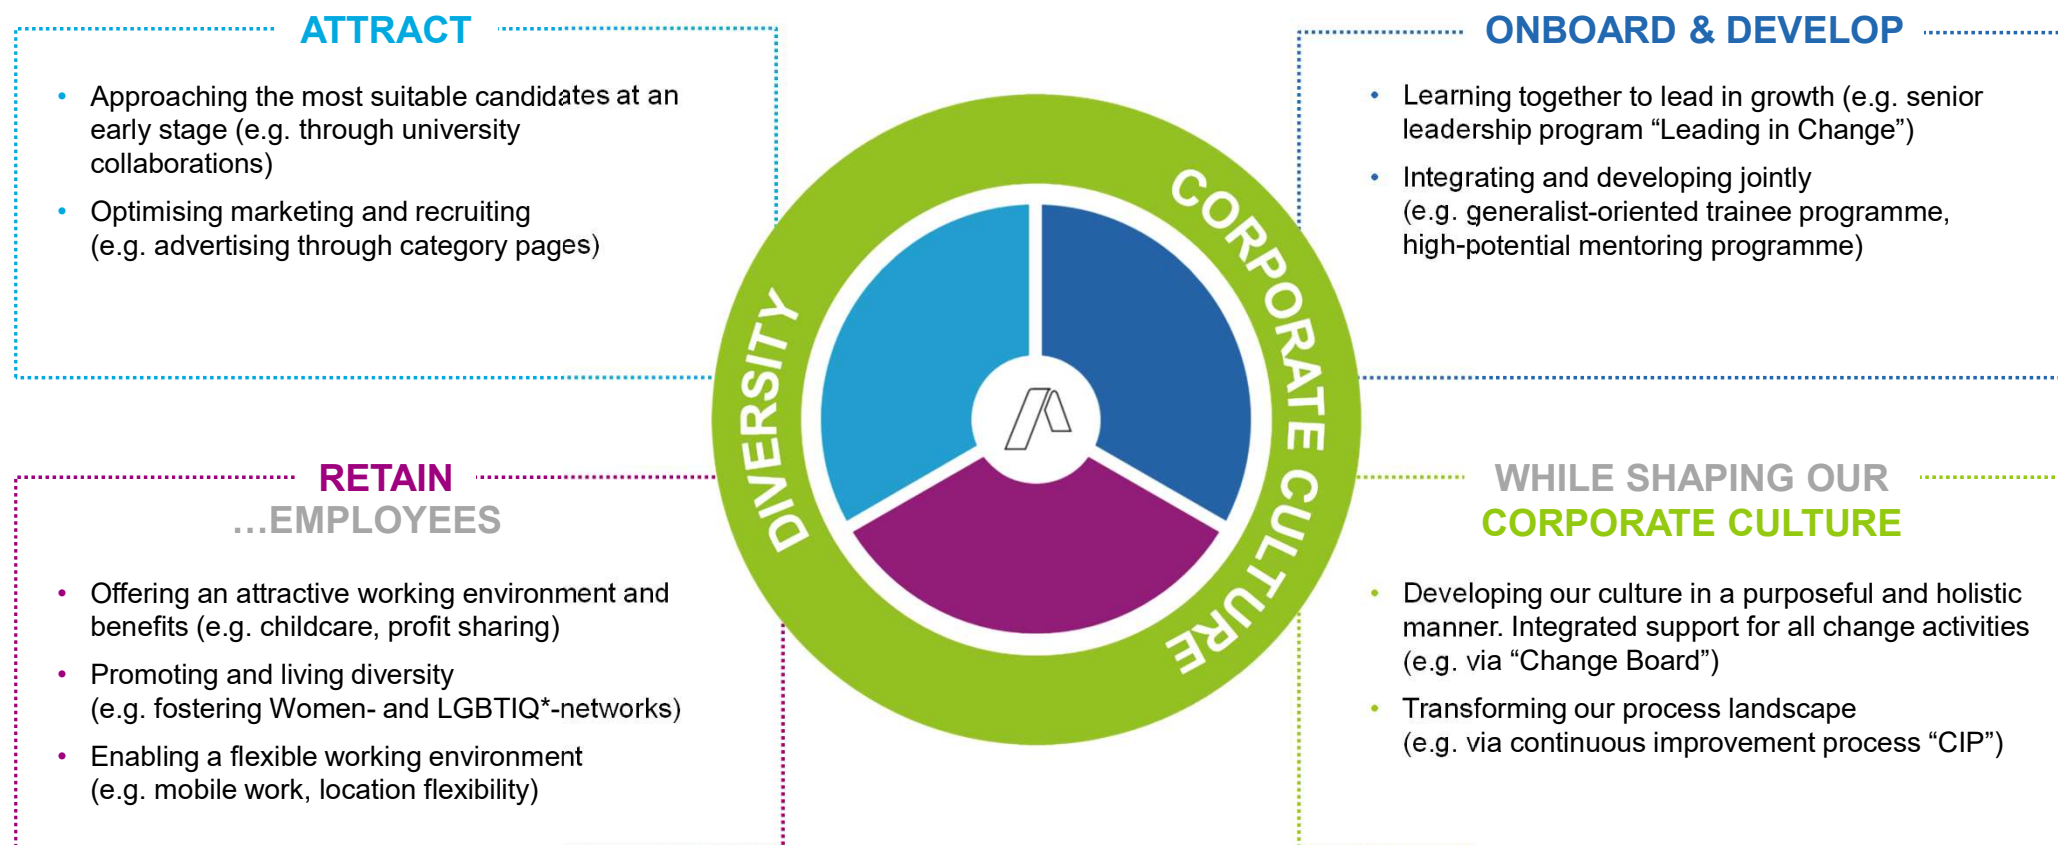 ATTRACT
• Approaching the most suitable candidates at an
early stage (e.g. through university
collaborations)
• Optimising marketing and recruiting
(e.g. advertising through category pages)
ONBOARD & DEVELOP
• Learning together to lead in growth (e.g. senior
leadership program “Leading in Change”)
• Integrating and developing jointly
(e.g. generalist-oriented trainee programme,
high-potential mentoring programme)
DIVERSITY
CORPORATE CULTURE
RETAIN
…EMPLOYEES
• Offering an attractive working environment and
benefits (e.g. childcare, profit sharing)
• Promoting and living diversity
(e.g. fostering Women- and LGBTIQ*-networks)
• Enabling a flexible working environment
(e.g. mobile work, location flexibility)
WHILE SHAPING OUR
CORPORATE CULTURE
• Developing our culture in a purposeful and holistic
manner. Integrated support for all change activities
(e.g. via “Change Board”)
• Transforming our process landscape
(e.g. via continuous improvement process “CIP”)